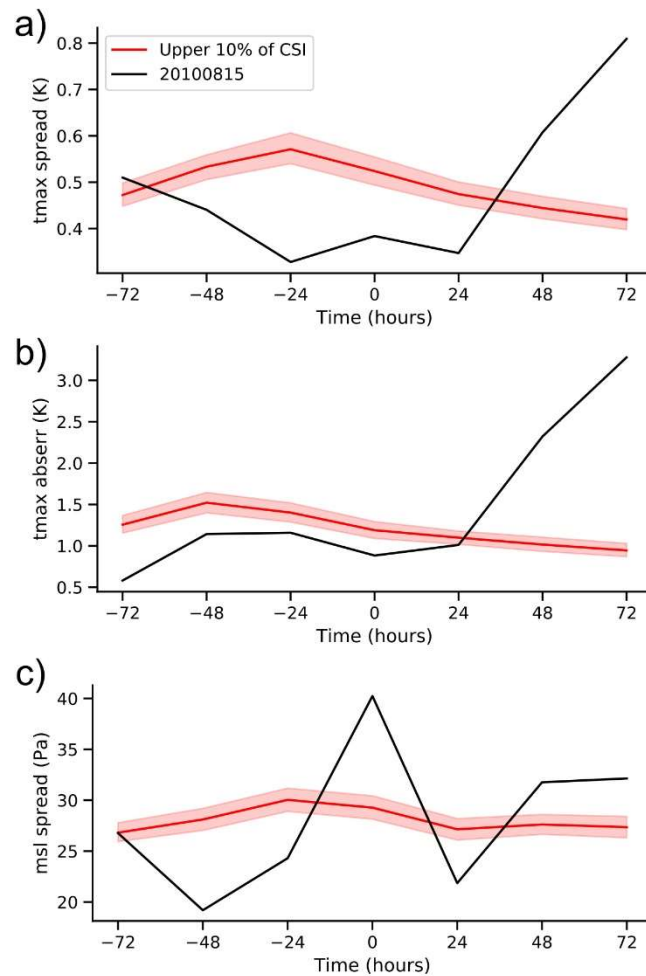 a)
Upper 10% of CSI
20100815
tmax spread (K)
0.8
0.7
0.6
0.5
0.4
−72 −48 −24 0 24 48 72
Time (hours)
b)
tmax abserr (K)
3.0
2.5
2.0
1.5
1.0
0.5
−72 −48 −24 0 24 48 72
Time (hours)
c)
msl spread (Pa)
40
35
30
25
20
−72 −48 −24 0 24 48 72
Time (hours)